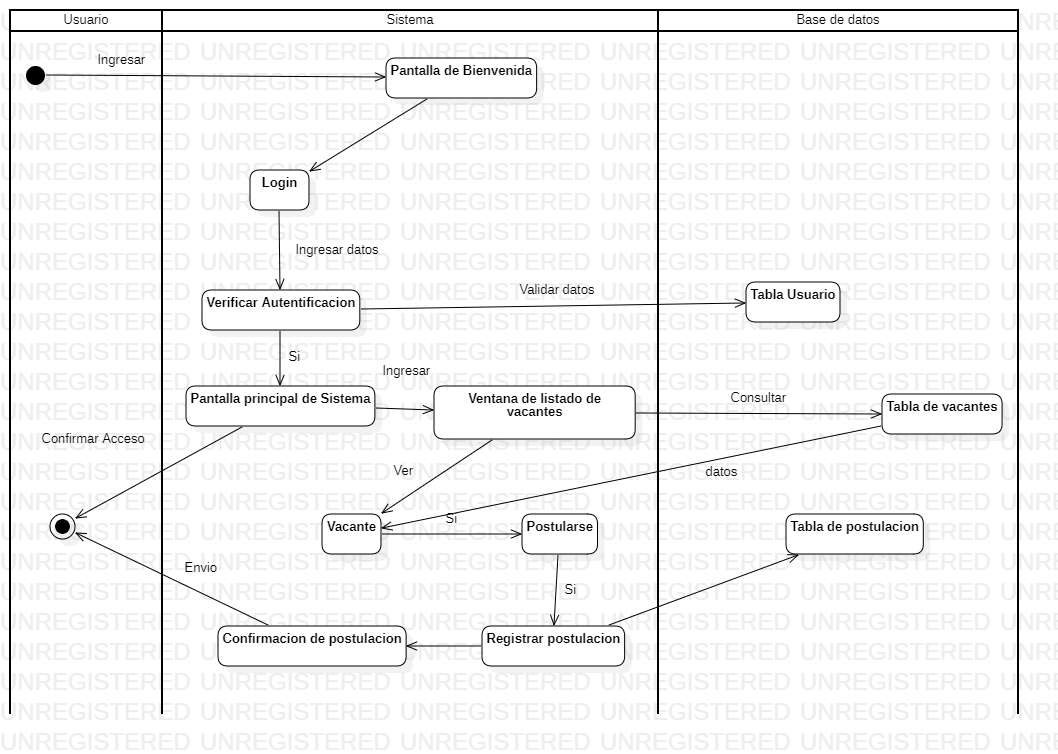 Usuario
Sistema
Base de datos
Ingresar
Pantalla de Bienvenida
Login
Ingresar datos
Verificar Autentificacion
Validar datos
Tabla Usuario
Si
Ingresar
Pantalla principal de Sistema
Ventana de listado de
vacantes
Consultar
Tabla de vacantes
Confirmar Acceso
Ver
datos
Si
Vacante
Postularse
Tabla de postulacion
Envio
Si
Confirmacion de postulacion
Registrar postulacion
UNREGISTERED